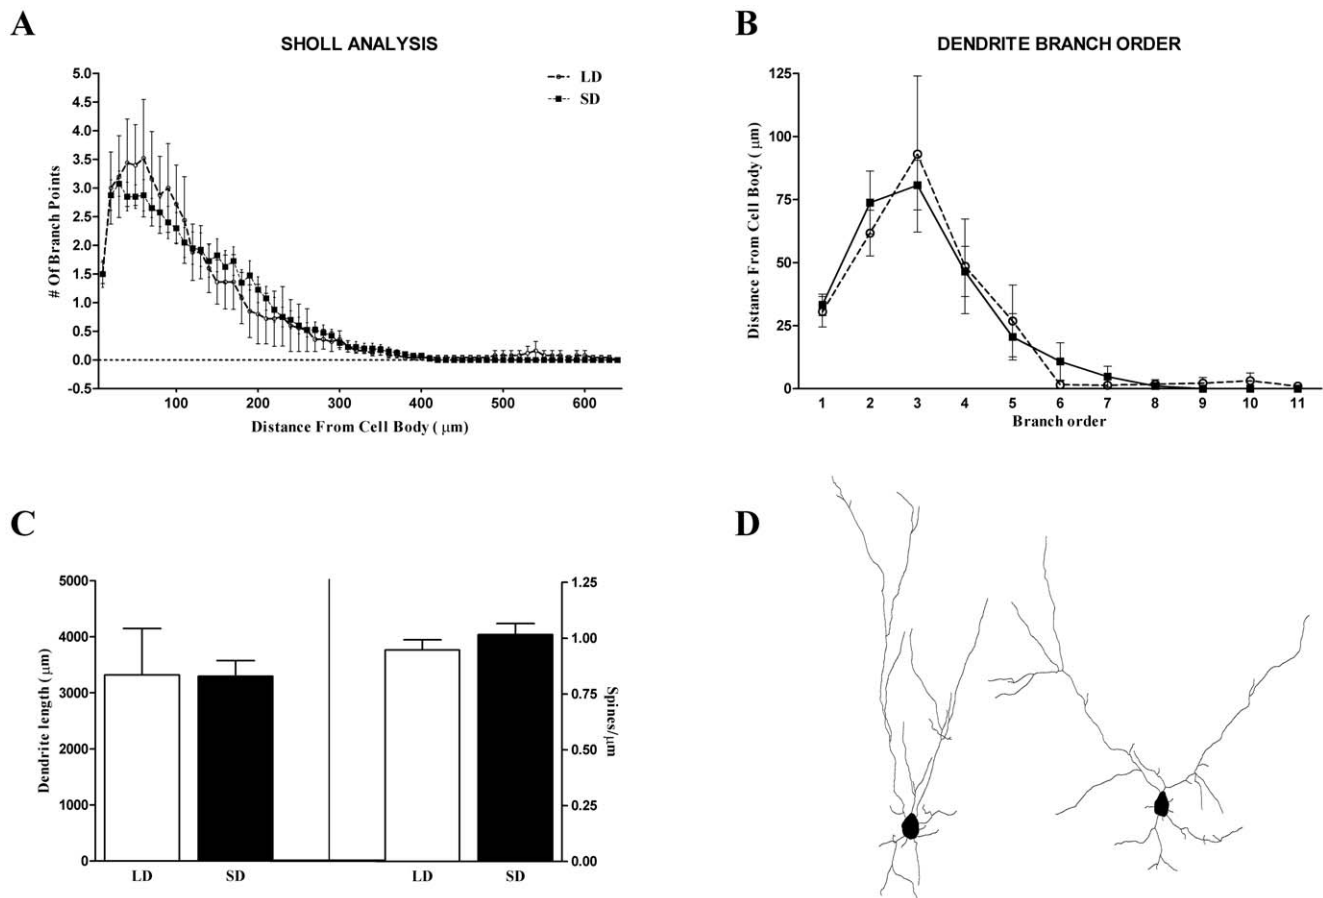 A
SHOLL ANALYSIS
5.0
4.5
4.0
3.5
3.0
2.5
2.0
1.5
1.0
0.5
0.0
-0.5
# Of Branch Points
LD
SD
100 200 300 400 500 600
Distance From Cell Body ( μm)
B
DENDRITE BRANCH ORDER
125
100
75
50
25
0
Distance From Cell Body ( μm)
1 2 3 4 5 6 7 8 9 10 11
Branch order
C
5000
4000
3000
2000
1000
0
Dendrite length ( μm)
LD SD LD SD
1.25
1.00
0.75
0.50
0.25
0.00
Spines/μm
D